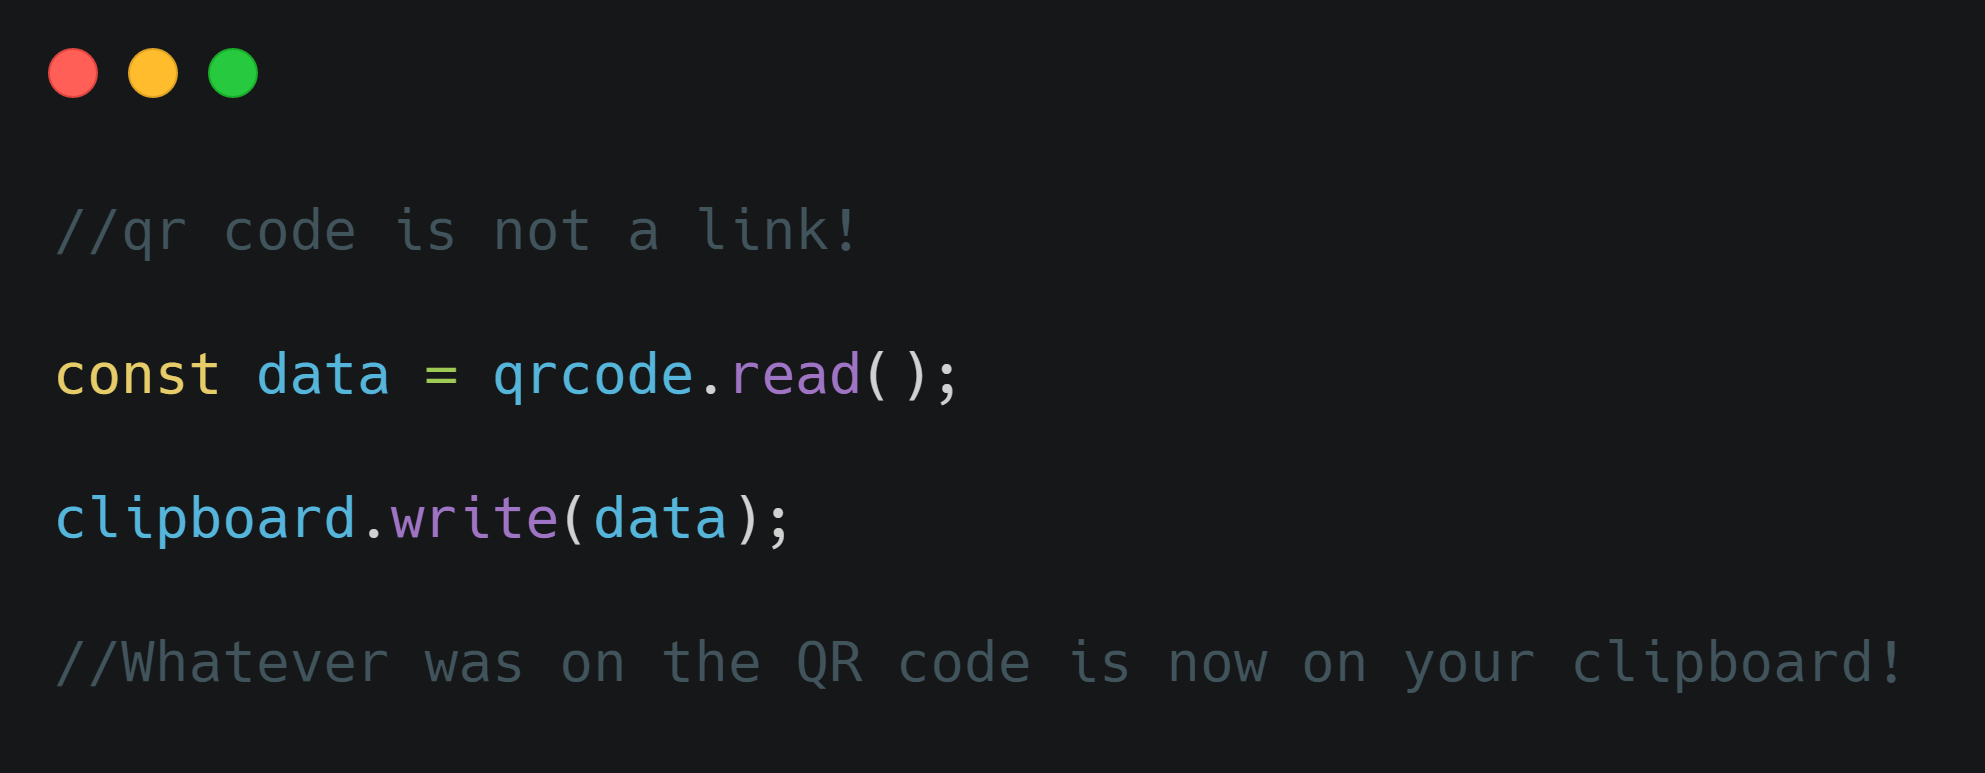 //qr code is not a link!
const data = qrcode.read();
clipboard.write(data);
//Whatever was on the QR code is now on your clipboard!